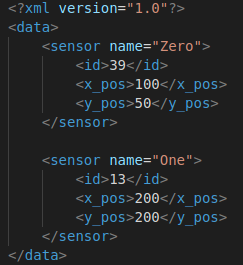 <?xml version="1.0"?>
<data>
    <sensor name="Zero">
        <id>39</id>
        <x_pos>100</x_pos>
        <y_pos>50</y_pos>
    </sensor>

    <sensor name="One">
        <id>13</id>
        <x_pos>200</x_pos>
        <y_pos>200</y_pos>
    </sensor>
</data>